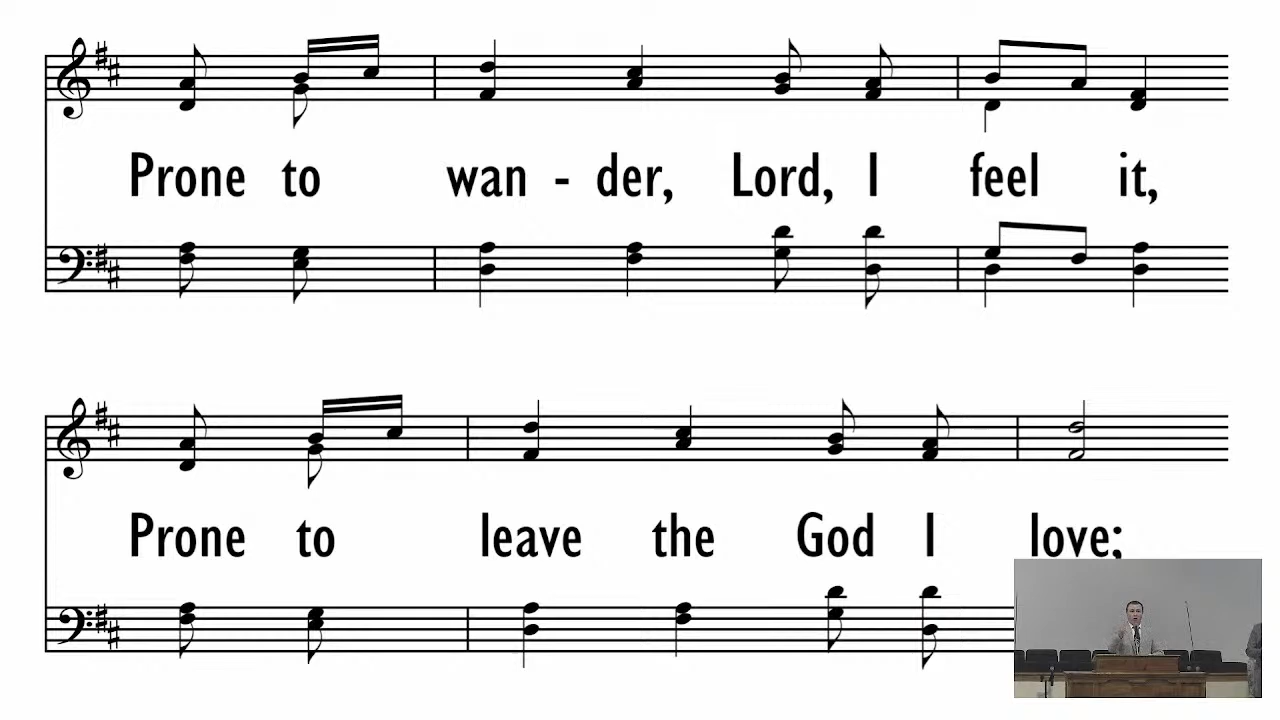 Prone to wan - der, Lord, I feel it,
Prone to leave the God I love;